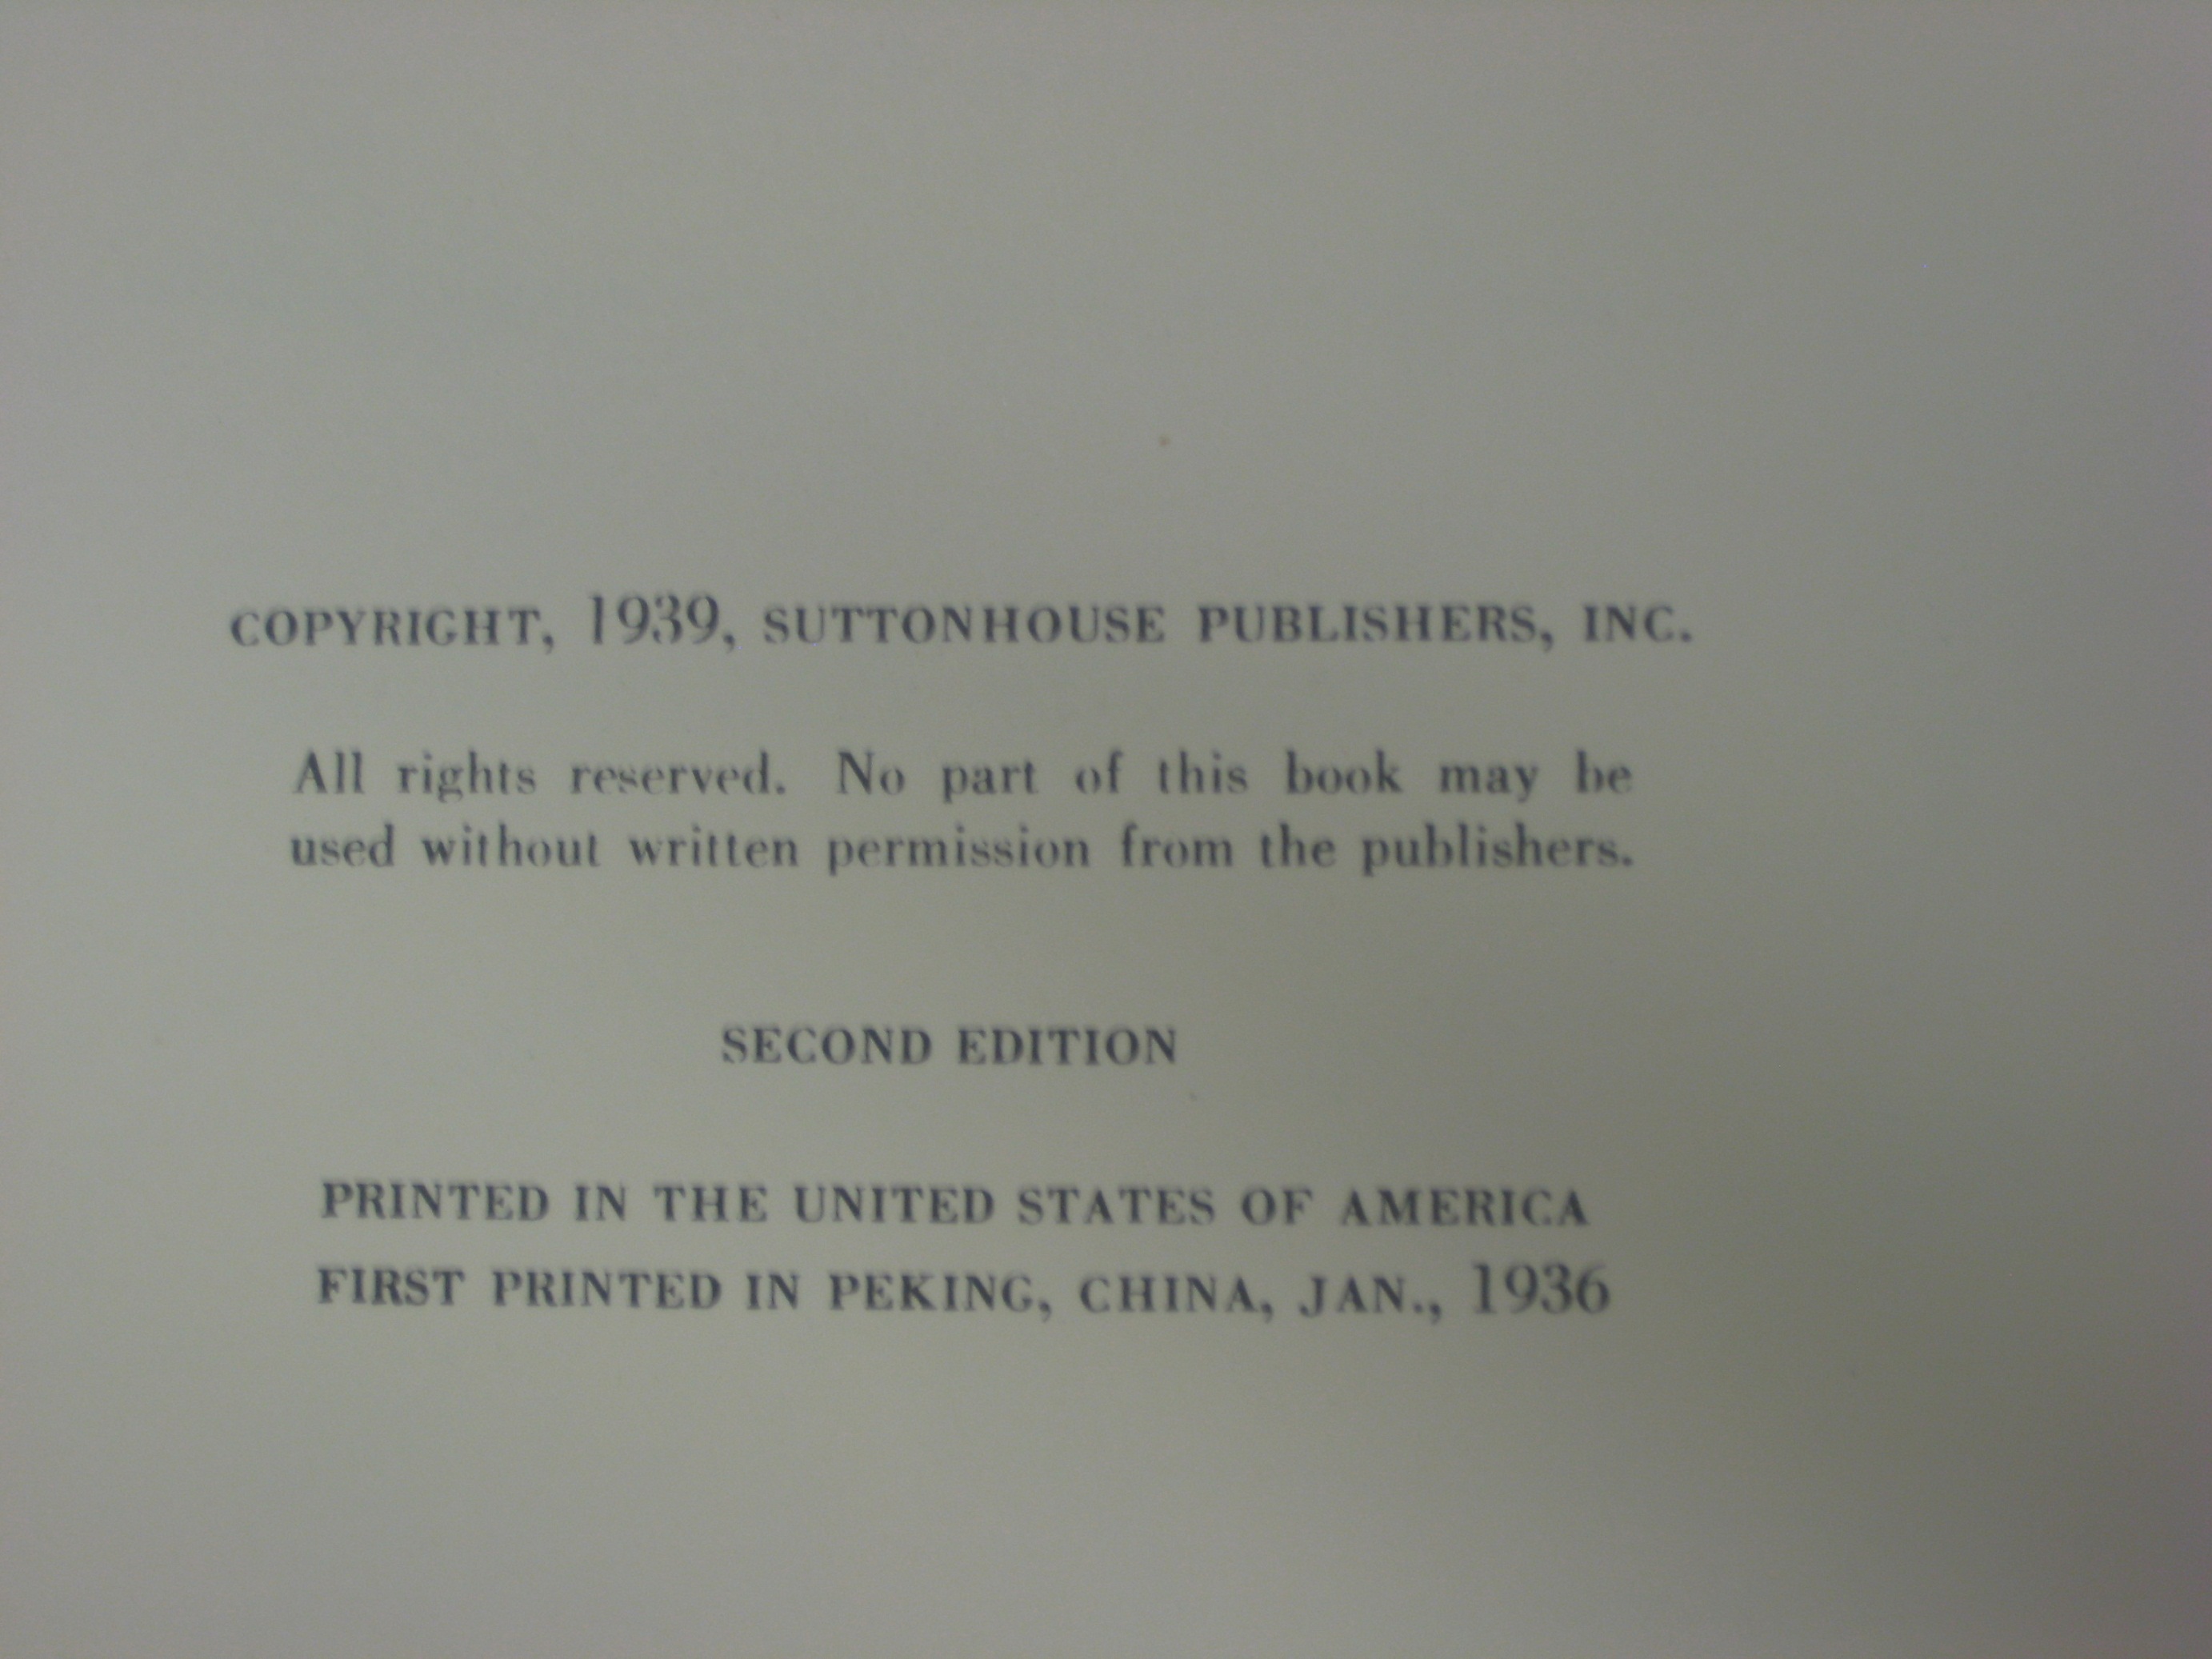 COPYRIGHT, 1939, SUTTONHOUSE PUBLISHERS, INC.
All rights reserved. No part of this book may be
used without written permission from the publishers.
SECOND EDITION
PRINTED IN THE UNITED STATES OF AMERICA
FIRST PRINTED IN PEKING, CHINA, JAN., 1936